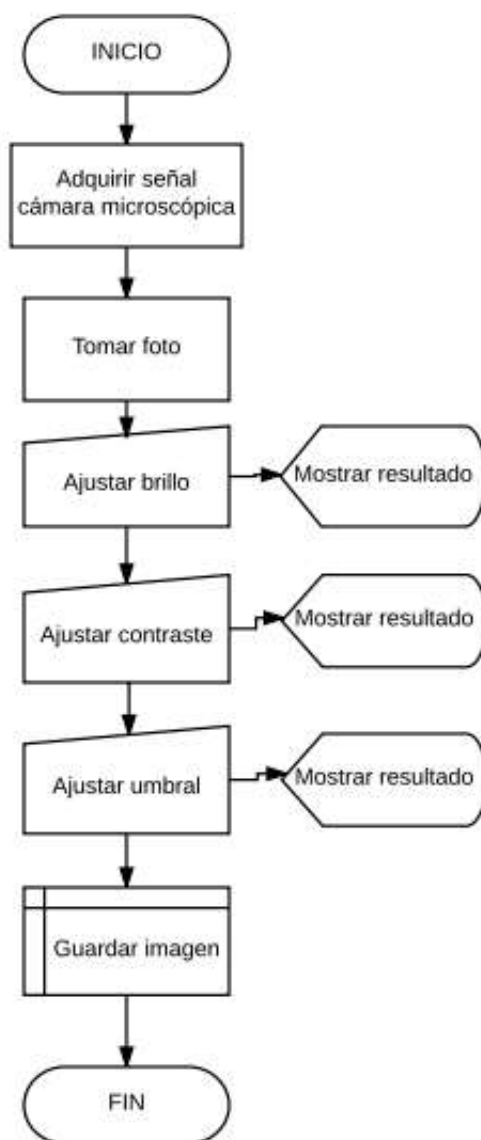 INICIO
Adquirir señal
cámara microscópica
Tomar foto
Ajustar brillo
Mostrar resultado
Ajustar contraste
Mostrar resultado
Ajustar umbral
Mostrar resultado
Guardar imagen
FIN